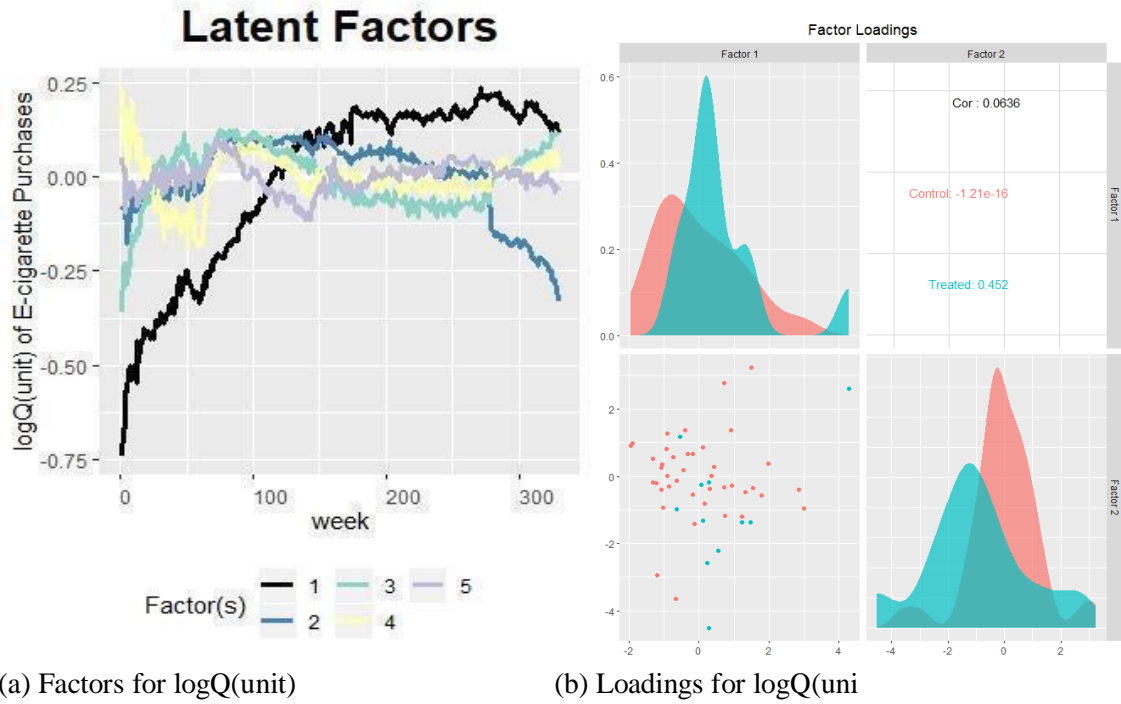 Latent Factors
logQ(unit) of E-cigarette Purchases
0.25
0.00
-0.25
-0.50
-0.75
0
100
200
300
week
Factor(s)
1
3
5
2
4
(a) Factors for logQ(unit)
Factor Loadings
Factor 1
Factor 2
0.6
0.4
0.2
0.0
Cor : 0.0636
Control: -1.21e-16
Treated: 0.452
Factor 1
2
0
-2
-4
-2
0
2
4
-4
-2
0
2
Factor 2
(b) Loadings for logQ(uni